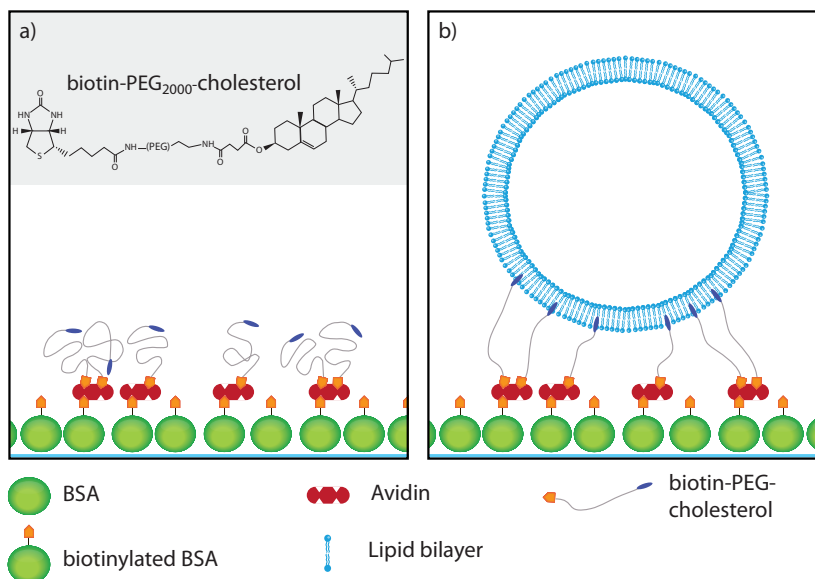 a)
biotin-PEG2000-cholesterol
O
HN
NH
H
H
S
O
NH
(PEG)
NH
O
O
O
b)
BSA
Avidin
biotin-PEG-
cholesterol
biotinylated BSA
Lipid bilayer